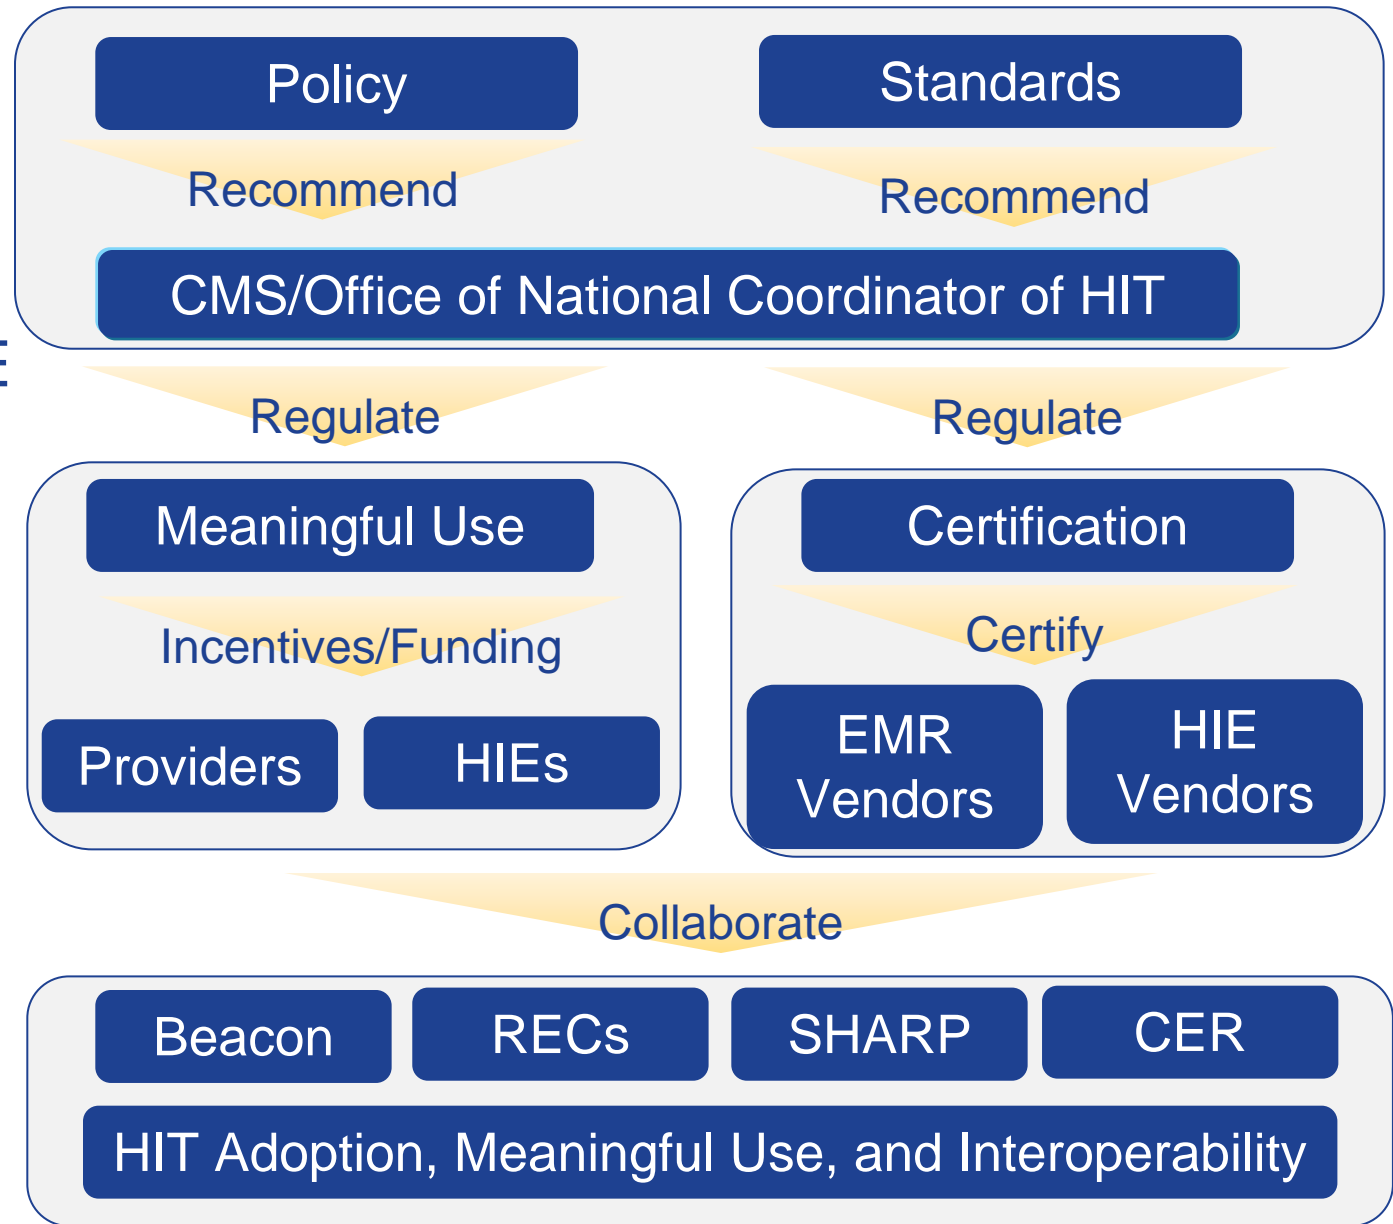 Policy
Standards
Recommend
Recommend
CMS/Office of National Coordinator of HIT
E
Regulate
Regulate
Meaningful Use
Certification
Incentives/Funding
Certify
Providers
HIEs
EMR
Vendors
HIE
Vendors
Collaborate
Beacon
RECs
SHARP
CER
HIT Adoption, Meaningful Use, and Interoperability